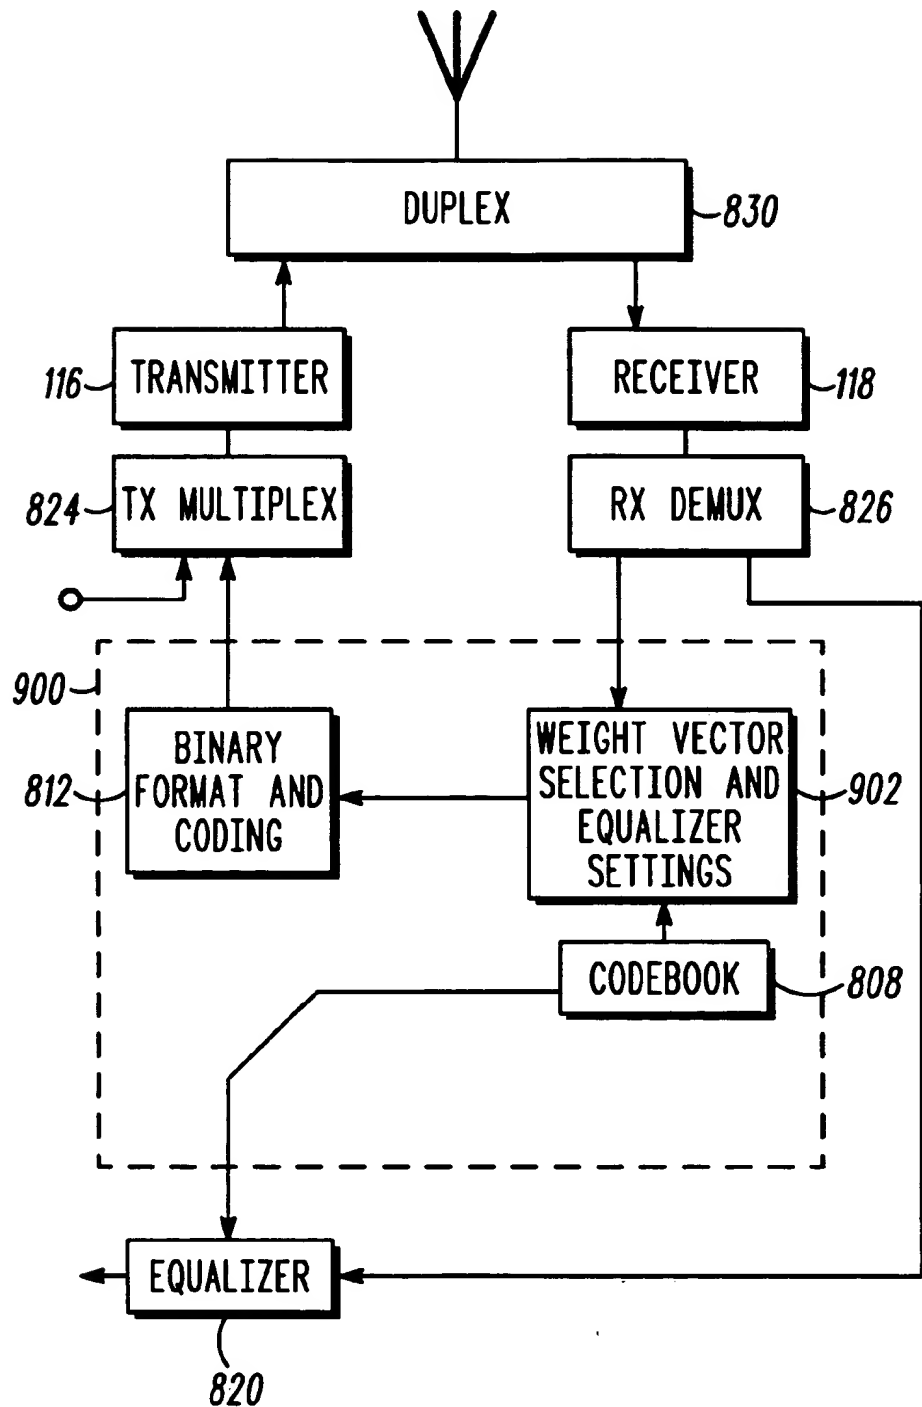 DUPLEX
830
TRANSMITTER
116
RECEIVER
118
TX MULTIPLEX
824
RX DEMUX
826
900
BINARY
FORMAT AND
CODING
812
WEIGHT VECTOR
SELECTION AND
EQUALIZER
SETTINGS
902
CODEBOOK
808
EQUALIZER
820